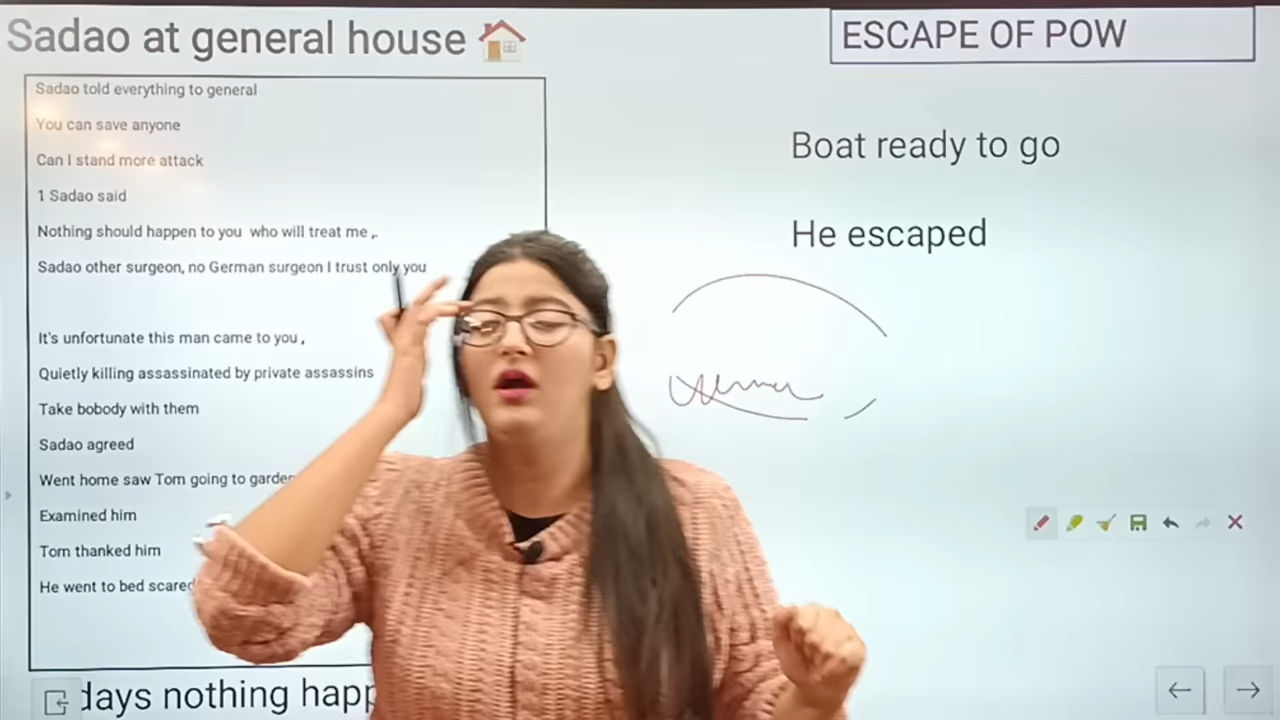 Sadao at general house
ESCAPE OF POW
Sadao told everything to general
You can save anyone
Can I stand more attack
1 Sadao said
Nothing should happen to you who will treat me ,.
Sadao other surgeon, no German surgeon I trust only you
It's unfortunate this man came to you ,
Quietly killing assassinated by private assassins
Take bobody with them
Sadao agreed
Went home saw Tom going to
Examined him
Tom thanked him
He went to bed
days nothing
Boat ready to go
He escaped